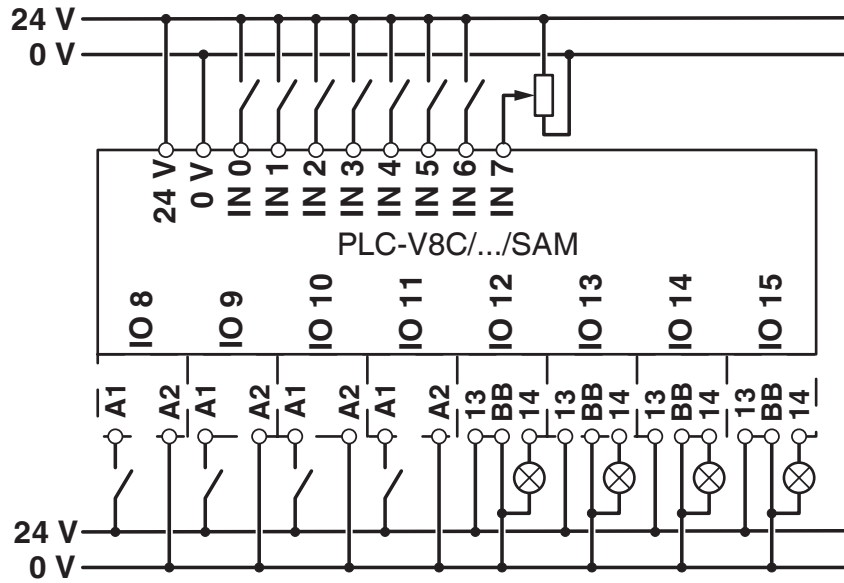 24 V
0 V
24 V
0 V
IN 0
IN 1
IN 2
IN 3
IN 4
IN 5
IN 6
IN 7
PLC-V8C/.../SAM
IO 8
IO 9
IO 10
IO 11
IO 12
IO 13
IO 14
IO 15
A1
A2
A1
A2
A1
A2
A1
A2
13
BB
14
13
BB
14
13
BB
14
13
BB
14
24 V
0 V